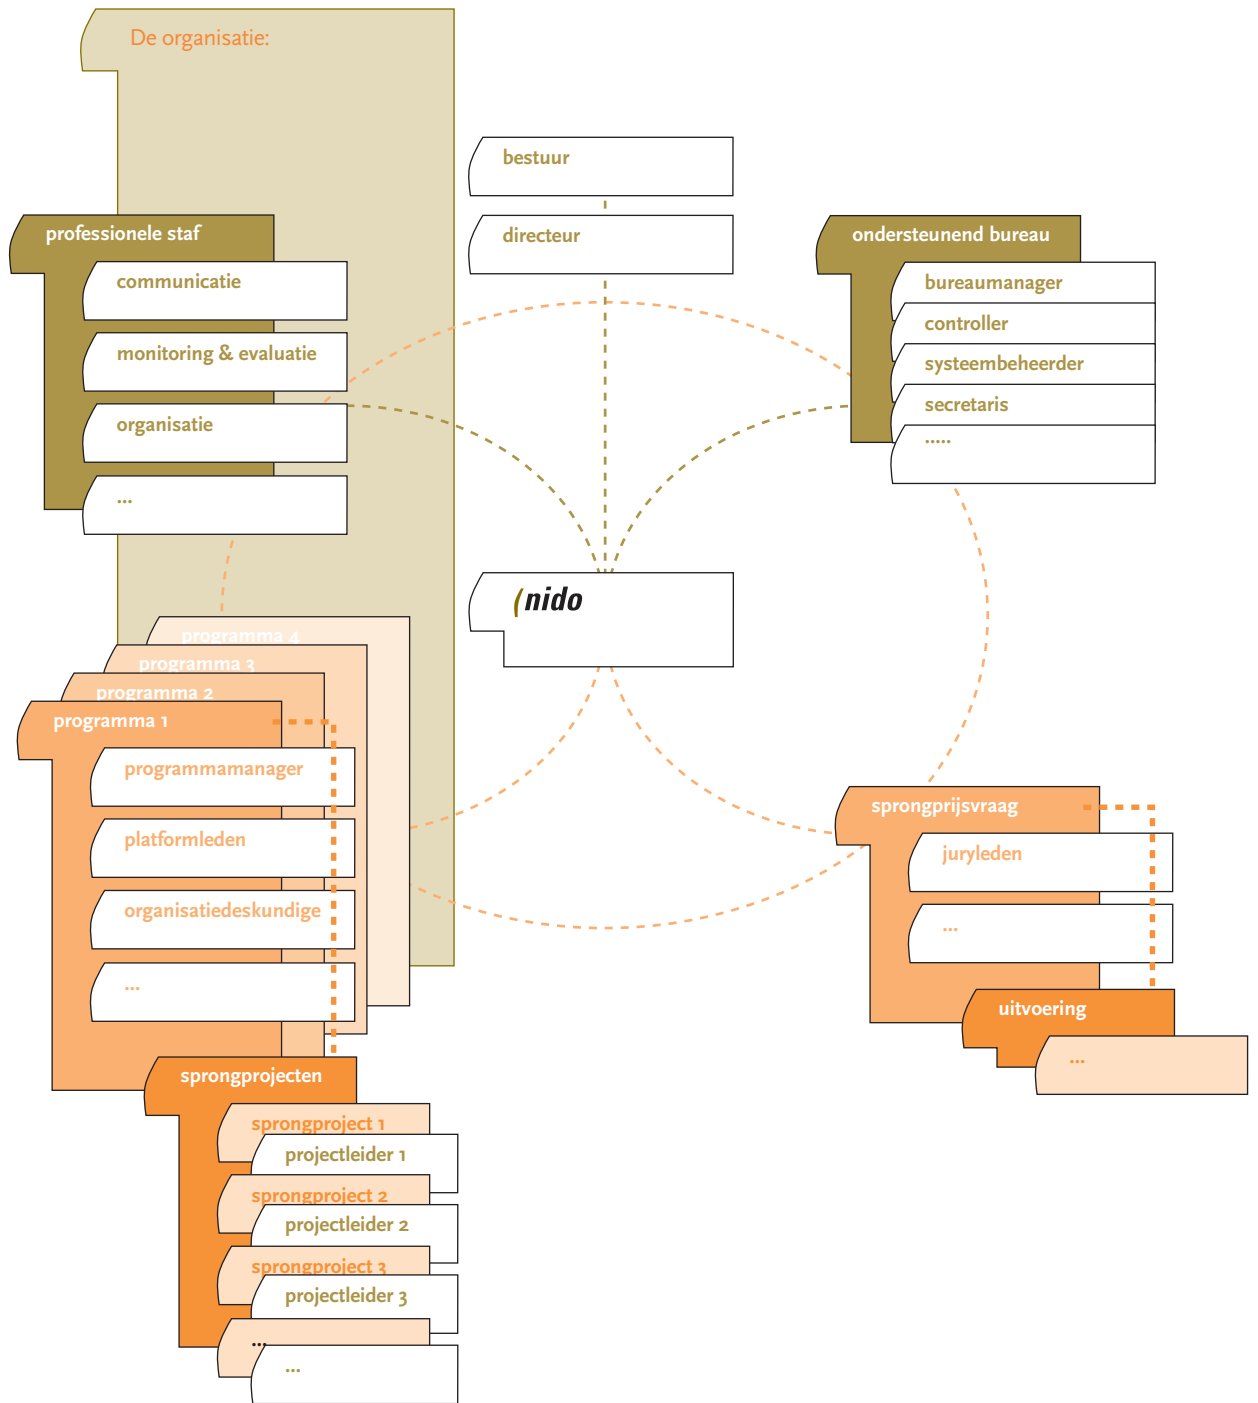 De organisatie:
bestuur
directeur
professionele staf
communicatie
monitoring & evaluatie
organisatie
...
ondersteunend bureau
bureaumanager
controller
systeembeheerder
secretaris
.....
(nido
programma 4
programma 3
programma 2
programma 1
programmamanager
platformleden
organisatiedeskundige
...
sprongprojecten
sprongproject 1
projectleider 1
sprongproject 2
projectleider 2
sprongproject 3
projectleider 3
...
...
sprongprijsvraag
juryleden
...
uitvoering
...